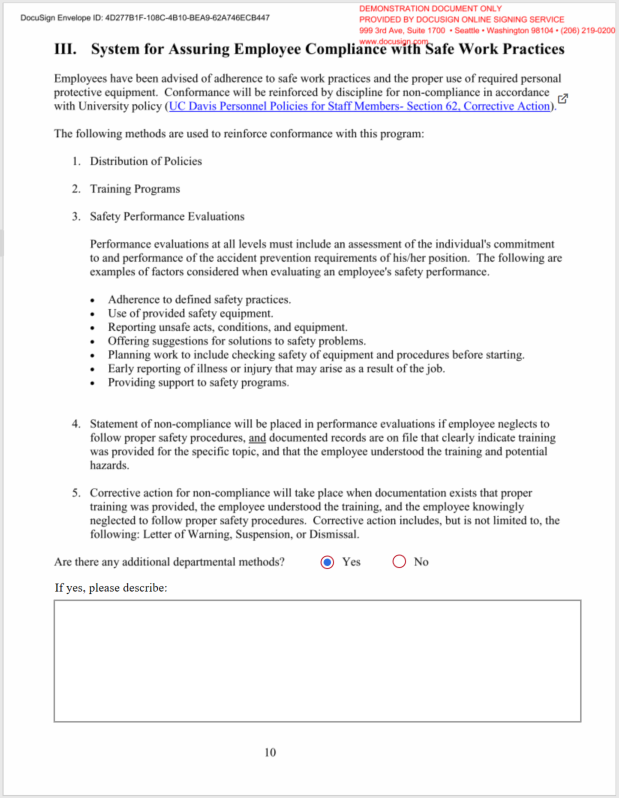 DocuSign Envelope ID: 4D277B1F-108C-4B10-BEA9-62A746ECB447
DEMONSTRATION DOCUMENT ONLY
PROVIDED BY DOCUSIGN ONLINE SIGNING SERVICE
999 3rd Ave, Suite 1700 • Seattle • Washington 98104 • (206) 219-0200
www.docusign.com
III. System for Assuring Employee Compliance with Safe Work Practices
Employees have been advised of adherence to safe work practices and the proper use of required personal
protective equipment. Conformance will be reinforced by discipline for non-compliance in accordance
with University policy (UC Davis Personnel Policies for Staff Members- Section 62, Corrective Action).
The following methods are used to reinforce conformance with this program:
1. Distribution of Policies
2. Training Programs
3. Safety Performance Evaluations
Performance evaluations at all levels must include an assessment of the individual's commitment
to and performance of the accident prevention requirements of his/her position. The following are
examples of factors considered when evaluating an employee's safety performance.
• Adherence to defined safety practices.
• Use of provided safety equipment.
• Reporting unsafe acts, conditions, and equipment.
• Offering suggestions for solutions to safety problems.
• Planning work to include checking safety of equipment and procedures before starting.
• Early reporting of illness or injury that may arise as a result of the job.
• Providing support to safety programs.
4. Statement of non-compliance will be placed in performance evaluations if employee neglects to
follow proper safety procedures, and documented records are on file that clearly indicate training
was provided for the specific topic, and that the employee understood the training and potential
hazards.
5. Corrective action for non-compliance will take place when documentation exists that proper
training was provided, the employee understood the training, and the employee knowingly
neglected to follow proper safety procedures. Corrective action includes, but is not limited to, the
following: Letter of Warning, Suspension, or Dismissal.
Are there any additional departmental methods? Yes No
If yes, please describe:
10